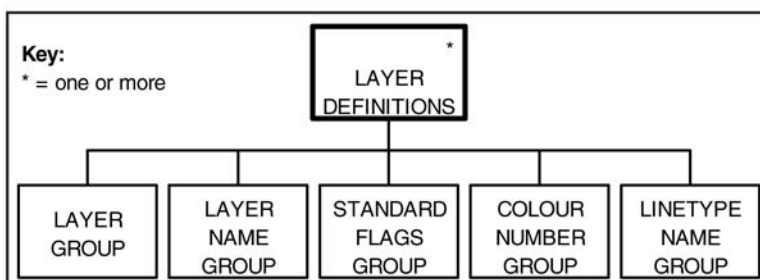 Key:
* = one or more
*
LAYER
DEFINITIONS
LAYER
GROUP
LAYER
NAME
GROUP
STANDARD
FLAGS
GROUP
COLOUR
NUMBER
GROUP
LINETYPE
NAME
GROUP